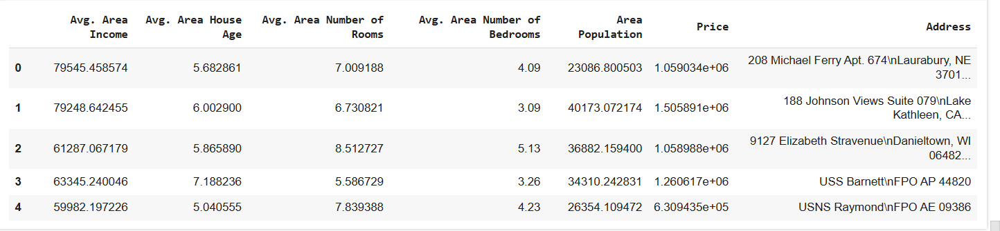 Avg. Area Income Avg. Area House Age Avg. Area Number of Rooms Avg. Area Number of Bedrooms Area Population Price Address
0 79545.458574 5.682861 7.009188 4.09 23086.800503 1.059034e+06 208 Michael Ferry Apt. 674\nLaurabury, NE 3701...
1 79248.642455 6.002900 6.730821 3.09 40173.072174 1.505891e+06 188 Johnson Views Suite 079\nLake Kathleen, CA...
2 61287.067179 5.865890 8.512727 5.13 36882.159400 1.058988e+06 9127 Elizabeth Stravenue\nDanieltown, WI 06482...
3 63345.240046 7.188236 5.586729 3.26 34310.242831 1.260617e+06 USS Barnett\nFPO AP 44820
4 59982.197226 5.040555 7.839388 4.23 26354.109472 6.309435e+05 USNS Raymond\nFPO AE 09386